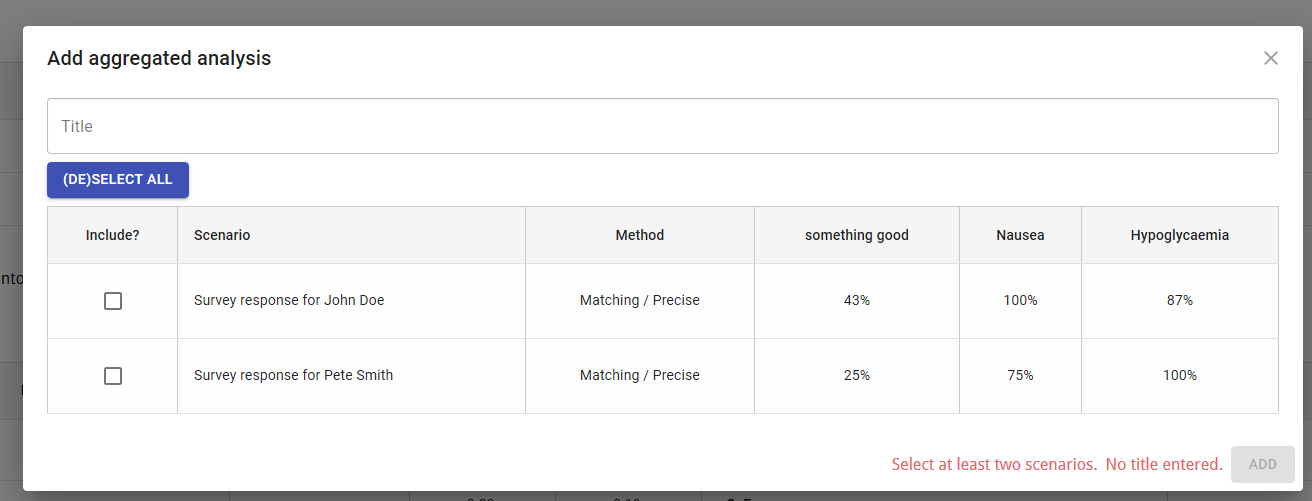 Add aggregated analysis
Title
(DE)SELECT ALL
Include? Scenario Method something good Nausea Hypoglycaemia
Survey response for John Doe Matching / Precise 43% 100% 87%
Survey response for Pete Smith Matching / Precise 25% 75% 100%
Select at least two scenarios. No title entered. ADD